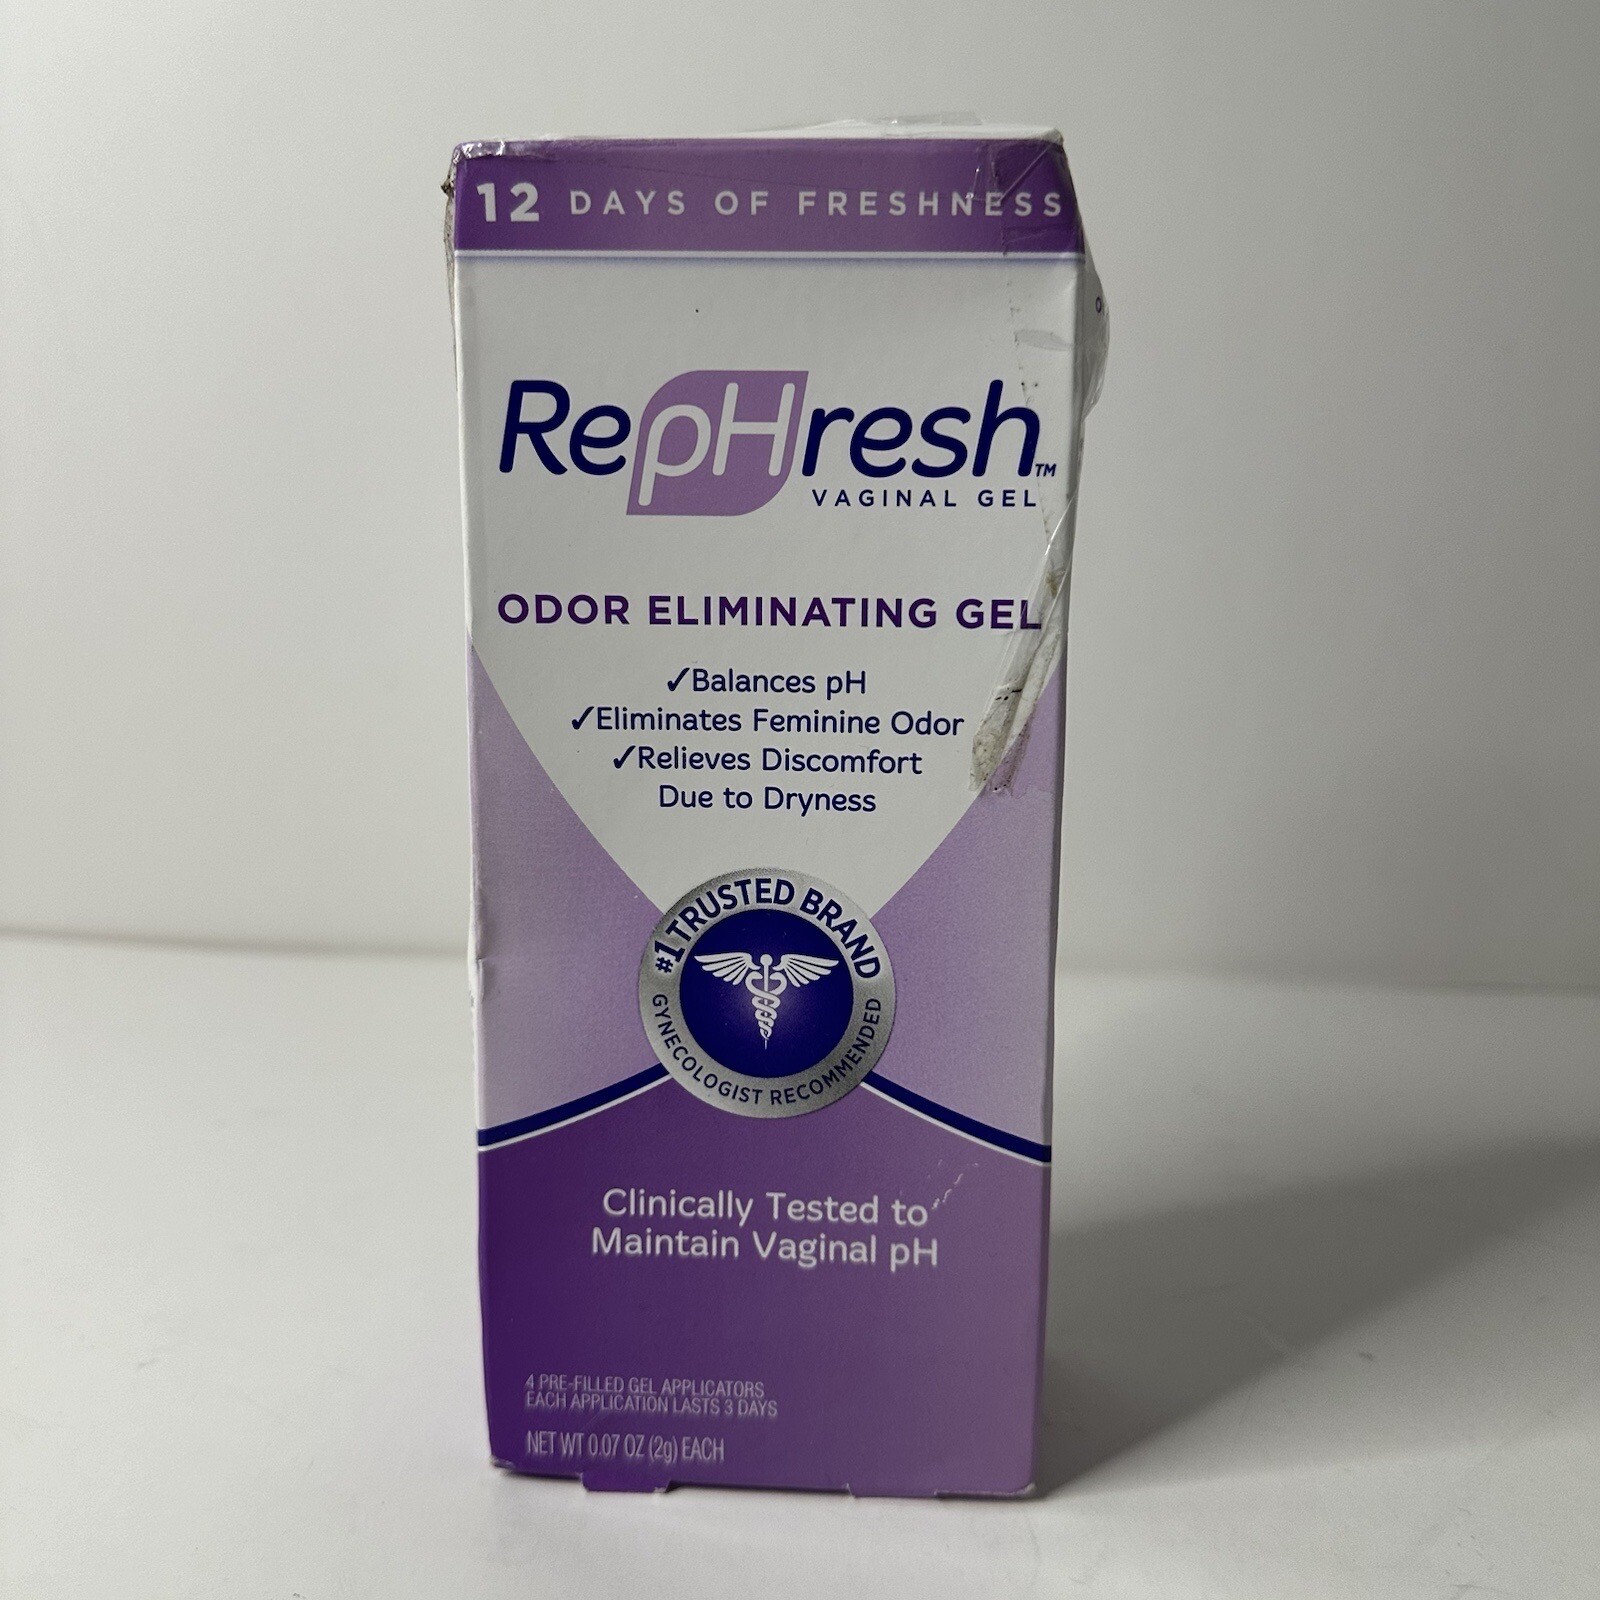 12 DAYS OF FRESHNESS
RepHresh™
VAGINAL GEL
ODOR ELIMINATING GEL
✓Balances pH
✓Eliminates Feminine Odor
✓Relieves Discomfort
Due to Dryness
#1 TRUSTED BRAND
GYNECOLOGIST RECOMMENDED
Clinically Tested to
Maintain Vaginal pH
4 PRE-FILLED GEL APPLICATORS
EACH APPLICATION LASTS 3 DAYS
NET WT 0.07 OZ (2g) EACH